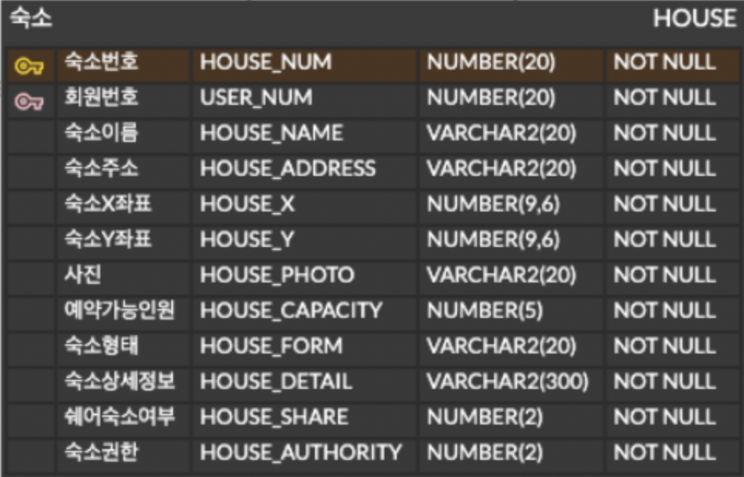 숙소 HOUSE
숙소번호 HOUSE_NUM NUMBER(20) NOT NULL
회원번호 USER_NUM NUMBER(20) NOT NULL
숙소이름 HOUSE_NAME VARCHAR2(20) NOT NULL
숙소주소 HOUSE_ADDRESS VARCHAR2(20) NOT NULL
숙소X좌표 HOUSE_X NUMBER(9,6) NOT NULL
숙소Y좌표 HOUSE_Y NUMBER(9,6) NOT NULL
사진 HOUSE_PHOTO VARCHAR2(20) NOT NULL
예약가능인원 HOUSE_CAPACITY NUMBER(5) NOT NULL
숙소형태 HOUSE_FORM VARCHAR2(20) NOT NULL
숙소상세정보 HOUSE_DETAIL VARCHAR2(300) NOT NULL
쉐어숙소여부 HOUSE_SHARE NUMBER(2) NOT NULL
숙소권한 HOUSE_AUTHORITY NUMBER(2) NOT NULL